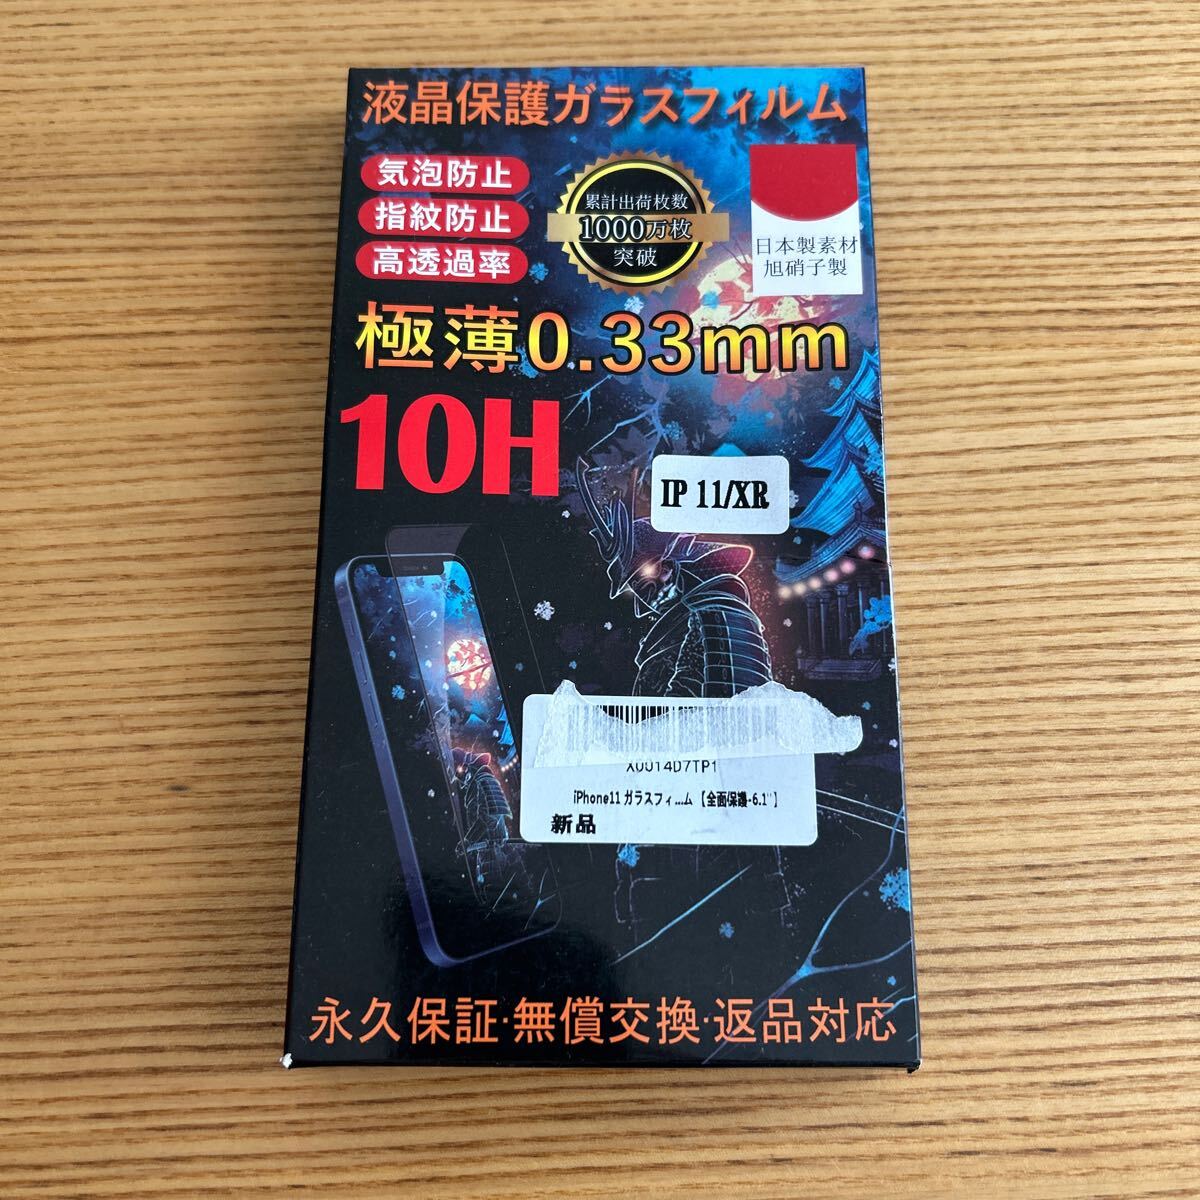 液晶保護ガラスフィルム
気泡防止
指紋防止
高透過率
累計出荷枚数
1000万枚
突破
日本製素材
旭硝子製
極薄0.33mm
10H
IP 11/XR
X0014D7TP1
iPhone11 ガラスフィ...ム 【全面保護-6.1"】
新品
永久保証·無償交換·返品対応